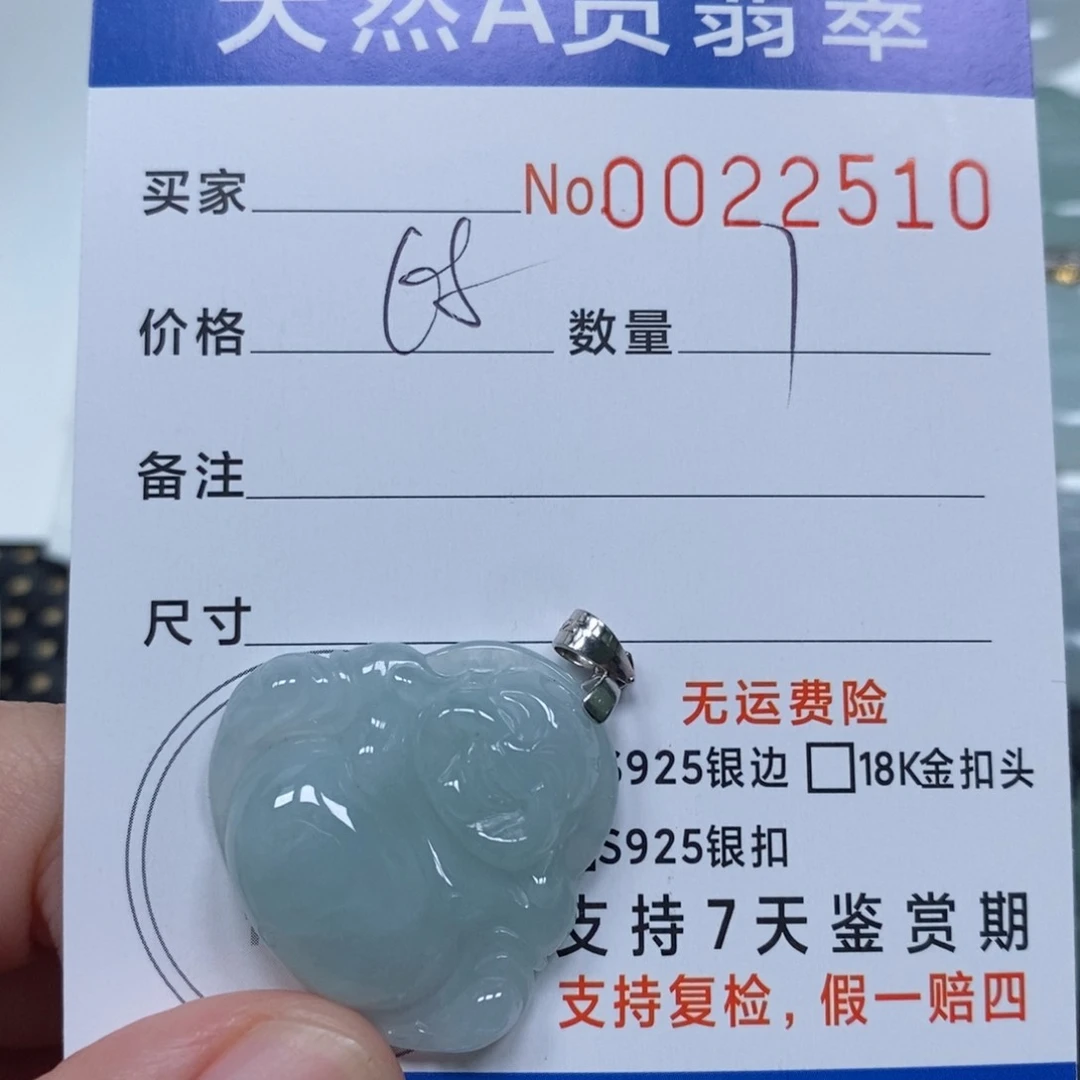 天然A货翡翠
买家 No.0022510
价格 68 数量 1
备注
尺寸
无运费险
S925银边 □18K金扣头
S925银扣
支持7天鉴赏期
支持复检，假一赔四